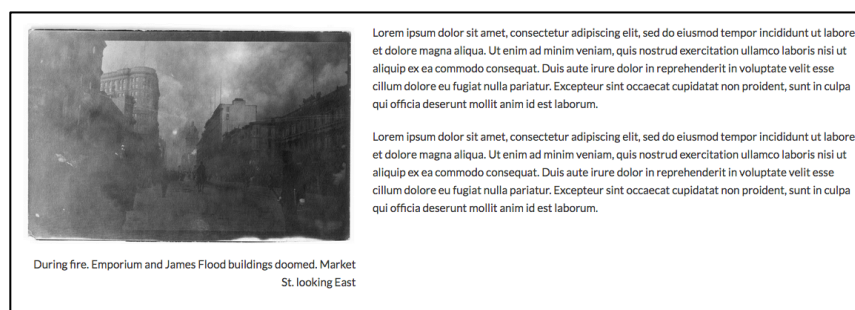 Lorem ipsum dolor sit amet, consectetur adipiscing elit, sed do eiusmod tempor incididunt ut labore
et dolore magna aliqua. Ut enim ad minim veniam, quis nostrud exercitation ullamco laboris nisi ut
aliquip ex ea commodo consequat. Duis aute irure dolor in reprehenderit in voluptate velit esse
cillum dolore eu fugiat nulla pariatur. Excepteur sint occaecat cupidatat non proident, sunt in culpa
qui officia deserunt mollit anim id est laborum.
Lorem ipsum dolor sit amet, consectetur adipiscing elit, sed do eiusmod tempor incididunt ut labore
et dolore magna aliqua. Ut enim ad minim veniam, quis nostrud exercitation ullamco laboris nisi ut
aliquip ex ea commodo consequat. Duis aute irure dolor in reprehenderit in voluptate velit esse
cillum dolore eu fugiat nulla pariatur. Excepteur sint occaecat cupidatat non proident, sunt in culpa
qui officia deserunt mollit anim id est laborum.
During fire. Emporium and James Flood buildings doomed. Market
St. looking East